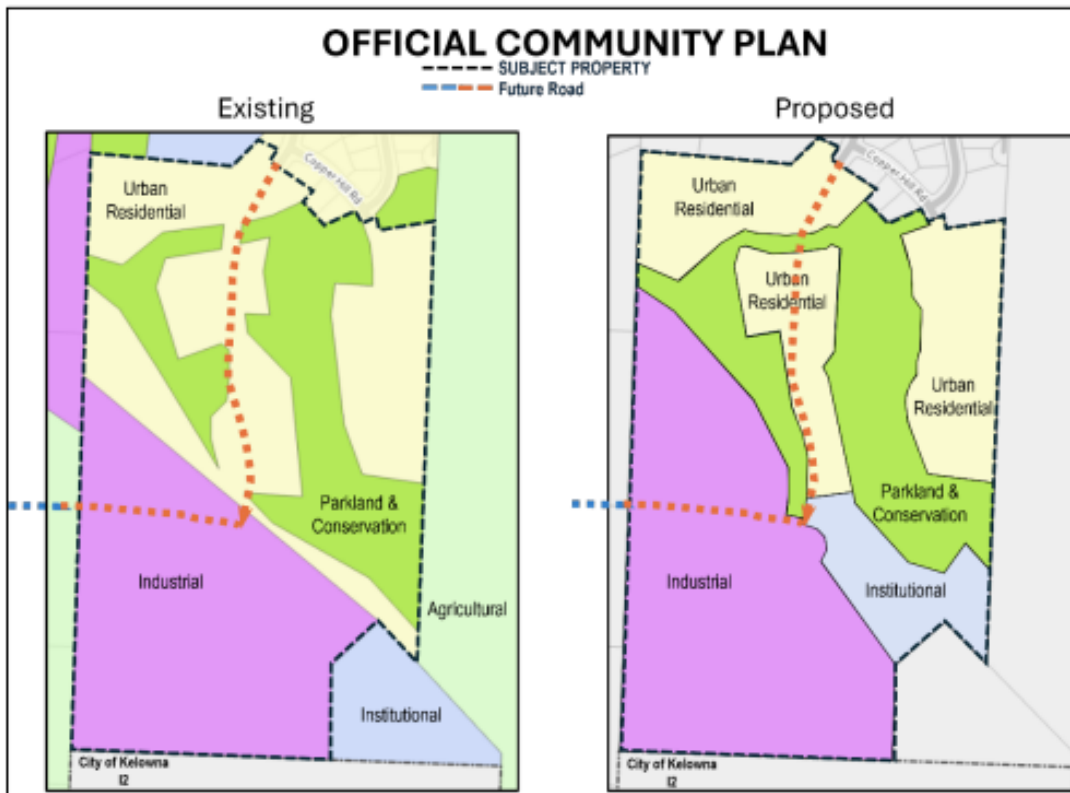 OFFICIAL COMMUNITY PLAN
SUBJECT PROPERTY
Future Road
Existing
Copper Hill Rd
Urban
Residential
Parkland &
Conservation
Industrial
Agricultural
Institutional
City of Kelowna
I2
Proposed
Copper Hill Rd
Urban
Residential
Urban
Residential
Urban
Residential
Parkland &
Conservation
Industrial
Institutional
City of Kelowna
I2